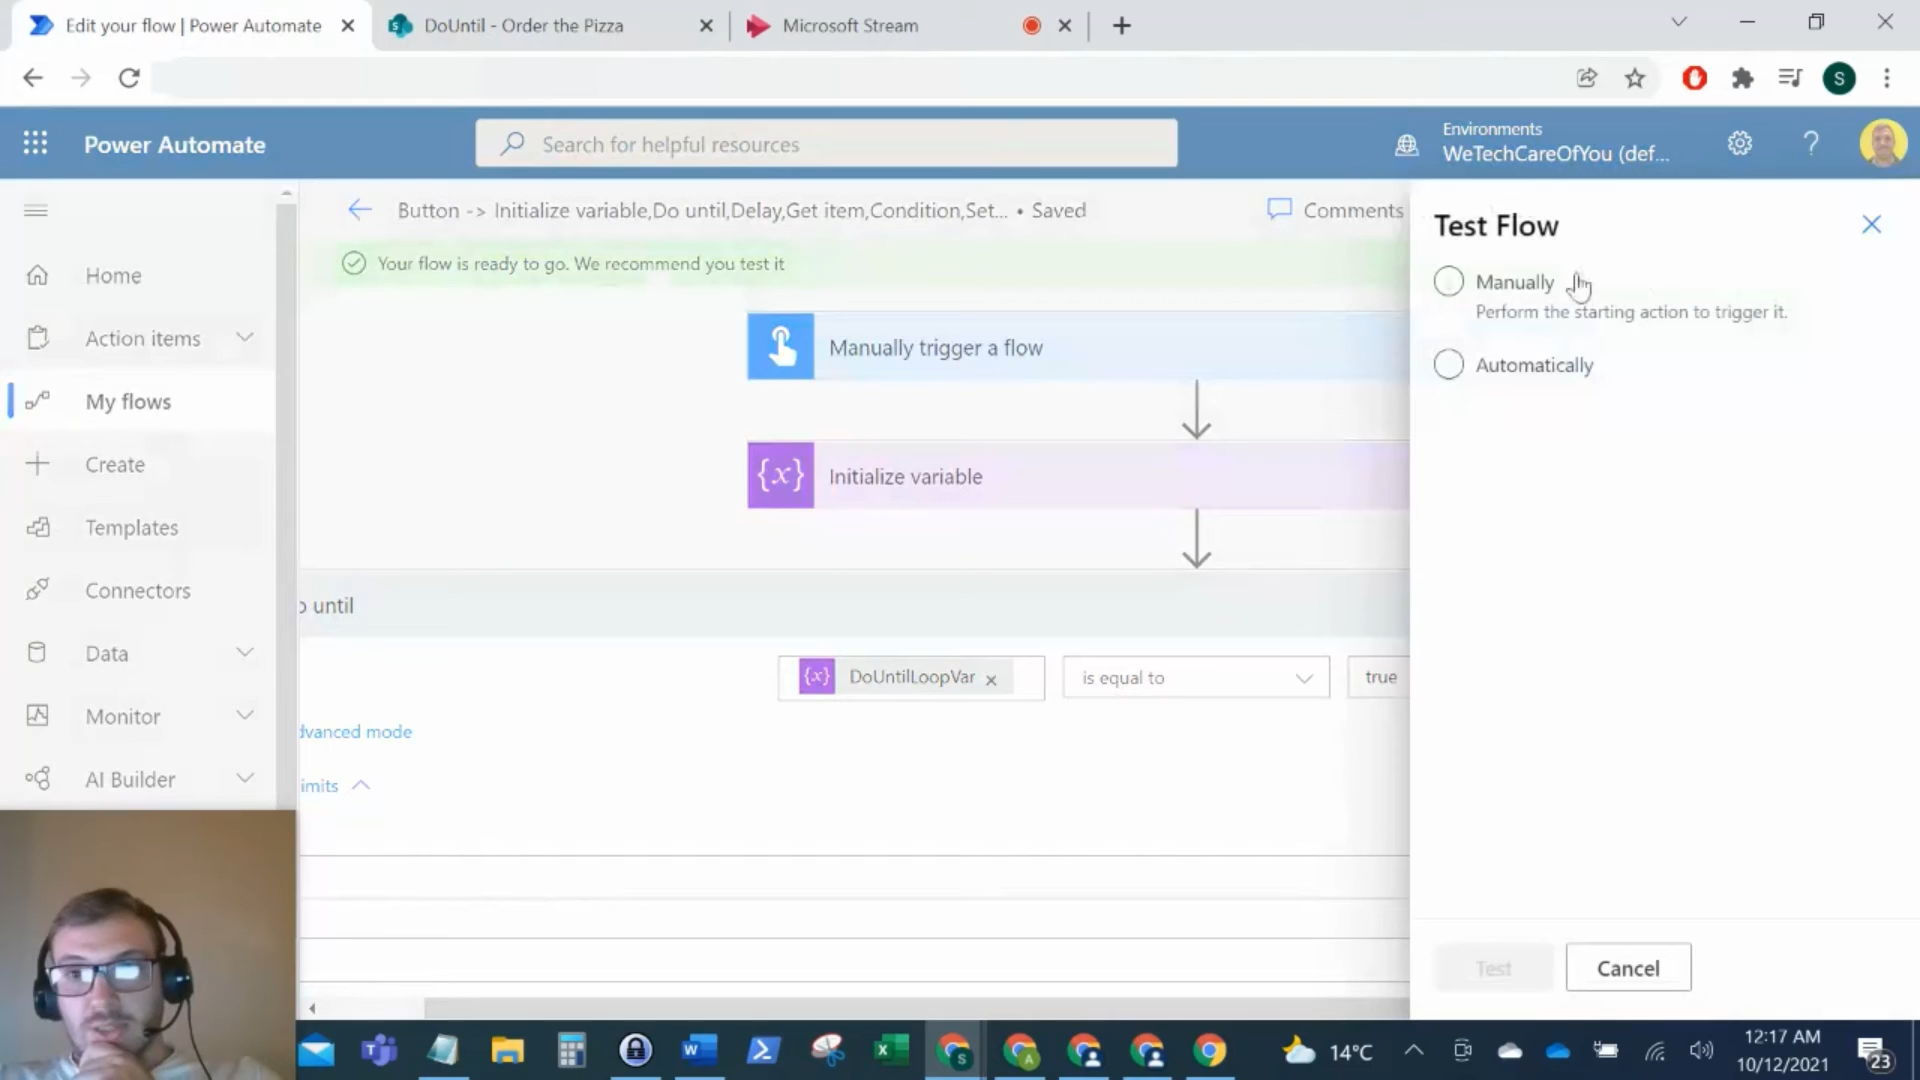 Edit your flow | Power Automate
DoUntil - Order the Pizza
Microsoft Stream
S
Power Automate
Search for helpful resources
Environments
WeTechCareOfYou (def...
Button -> Initialize variable,Do until,Delay,Get item,Condition,Set... • Saved
Comments
Your flow is ready to go. We recommend you test it
Home
Action items
My flows
Create
Templates
Connectors
Data
Monitor
AI Builder
Manually trigger a flow
{x} Initialize variable
o until
{x} DoUntilLoopVar
is equal to
true
dvanced mode
imits
Test Flow
Manually
Perform the starting action to trigger it.
Automatically
Test
Cancel
14°C
12:17 AM
10/12/2021
23